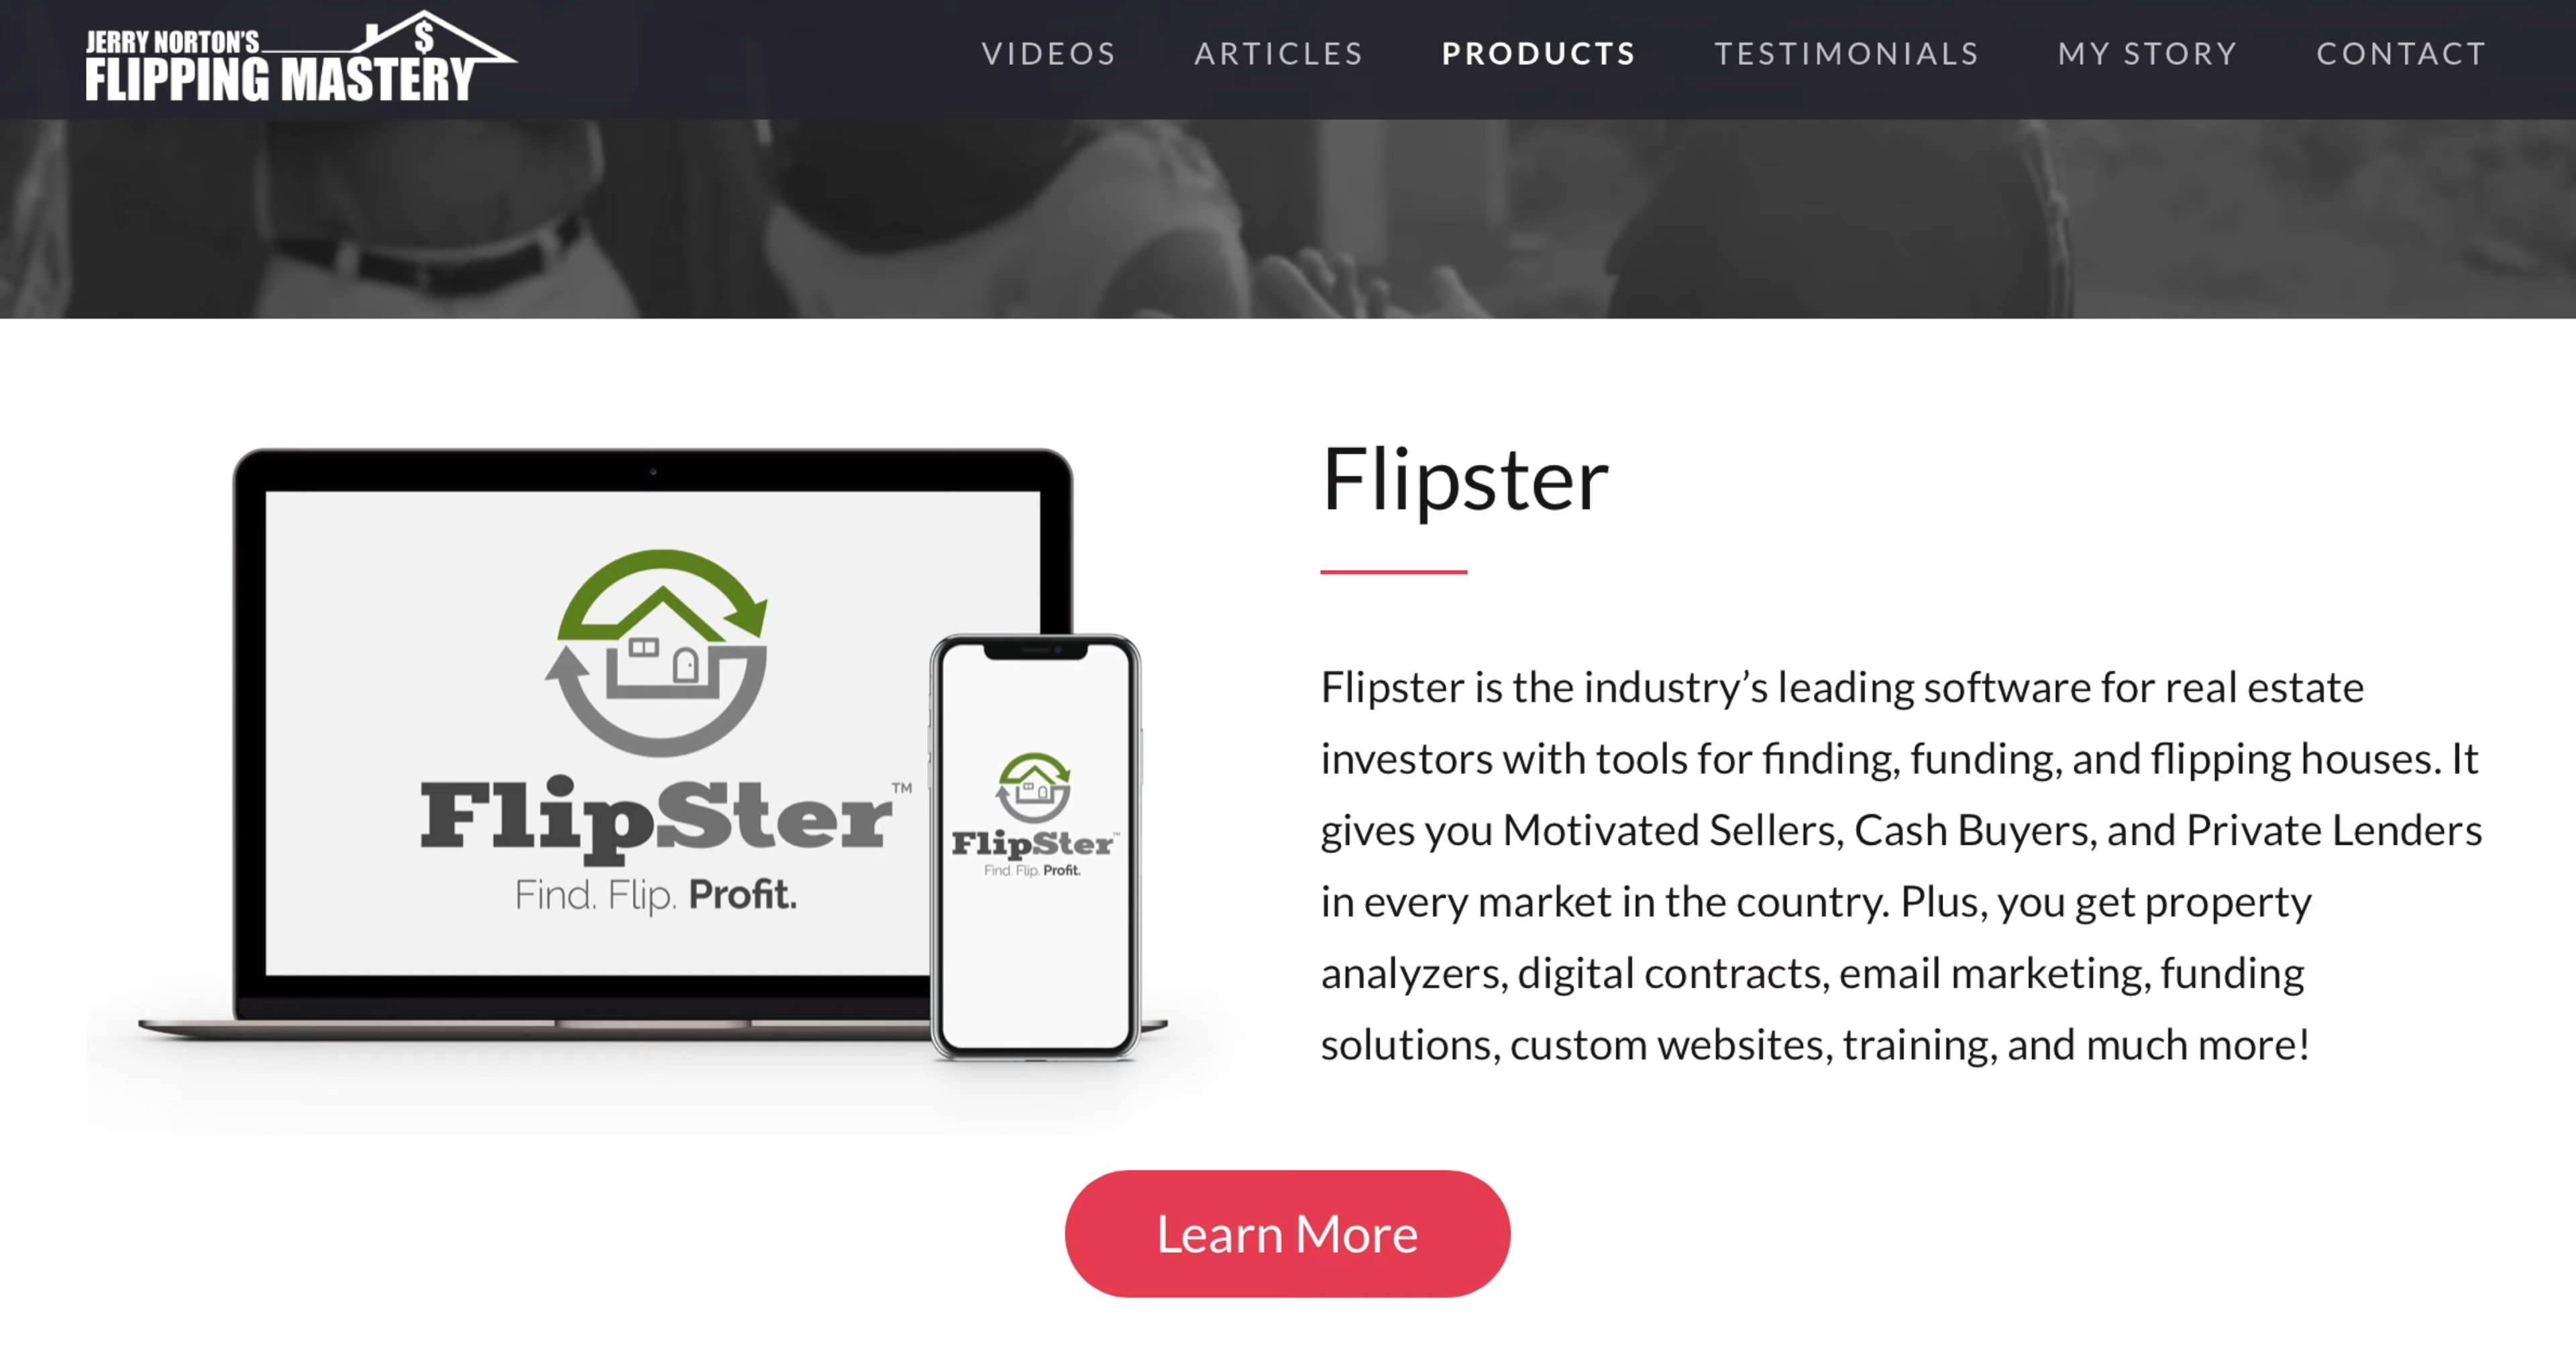 JERRY NORTON'S
FLIPPING MASTERY
$
VIDEOS ARTICLES PRODUCTS TESTIMONIALS MY STORY CONTACT
FlipSter™
Find. Flip. Profit.
FlipSter™
Find. Flip. Profit.
Flipster
Flipster is the industry’s leading software for real estate
investors with tools for finding, funding, and flipping houses. It
gives you Motivated Sellers, Cash Buyers, and Private Lenders
in every market in the country. Plus, you get property
analyzers, digital contracts, email marketing, funding
solutions, custom websites, training, and much more!
Learn More